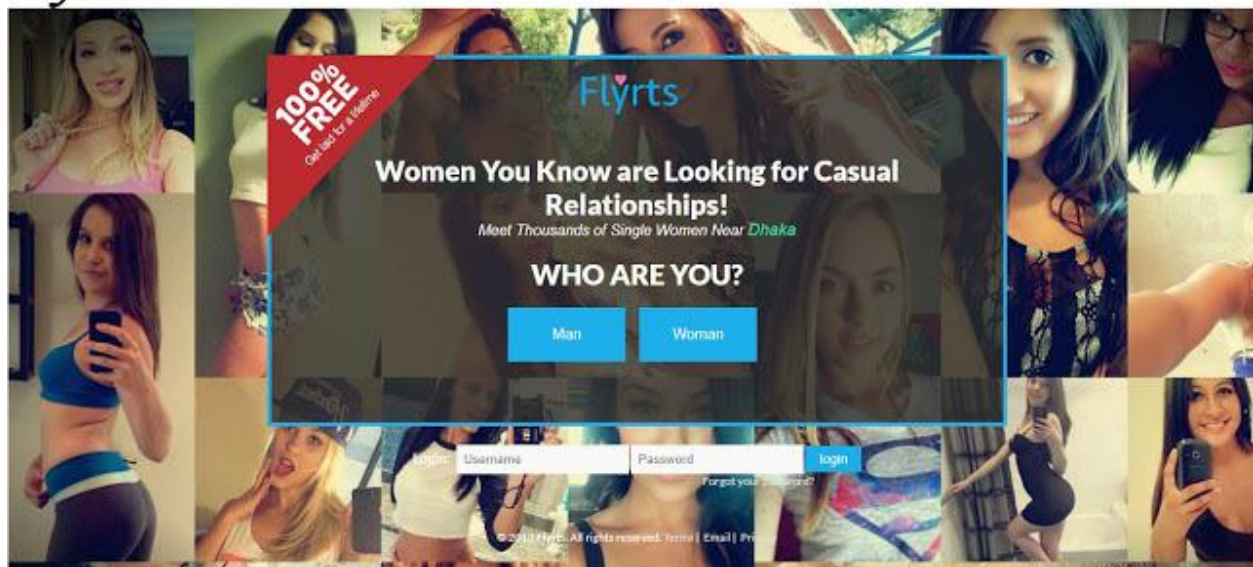 100%
FREE
Get laid for a lifetime
Flyrts
Women You Know are Looking for Casual
Relationships!
Meet Thousands of Single Women Near Dhaka
WHO ARE YOU?
Man Woman
Login: Username Password login
Forgot your password?
Flyrts. All rights reserved. Terms | Email |